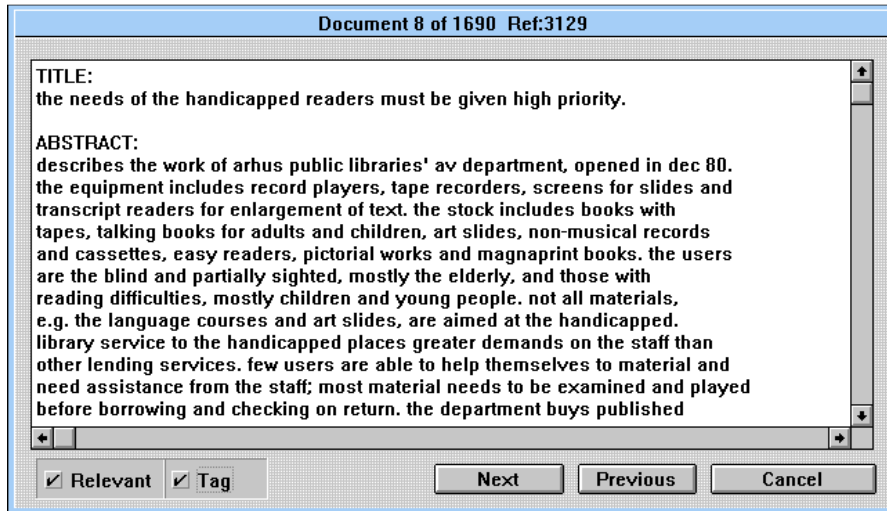 Document 8 of 1690 Ref:3129
TITLE:
the needs of the handicapped readers must be given high priority.
ABSTRACT:
describes the work of arhus public libraries' av department, opened in dec 80.
the equipment includes record players, tape recorders, screens for slides and
transcript readers for enlargement of text. the stock includes books with
tapes, talking books for adults and children, art slides, non-musical records
and cassettes, easy readers, pictorial works and magnaprint books. the users
are the blind and partially sighted, mostly the elderly, and those with
reading difficulties, mostly children and young people. not all materials,
e.g. the language courses and art slides, are aimed at the handicapped.
library service to the handicapped places greater demands on the staff than
other lending services. few users are able to help themselves to material and
need assistance from the staff; most material needs to be examined and played
before borrowing and checking on return. the department buys published
Relevant Tag Next Previous Cancel